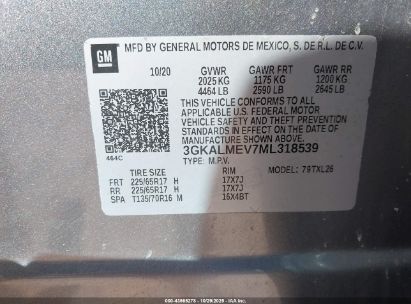 GM
MFD BY GENERAL MOTORS DE MEXICO, S. DE R.L. DE C.V.
10/20 GVWR GAWR FRT GAWR RR
2025 KG 1175 KG 1200 KG
4464 LB 2590 LB 2645 LB
THIS VEHICLE CONFORMS TO ALL
APPLICABLE U.S. FEDERAL MOTOR
VEHICLE SAFETY, BUMPER, AND THEFT
PREVENTION STANDARDS IN EFFECT
ON THE DATE OF
MANUFACTURE SHOWN ABOVE.
464C
3GKALMEV7ML318539
TYPE: M.P.V. MODEL: 79TXL26
TIRE SIZE RIM
FRT 225/65R17 H 17X7J
RR 225/65R17 H 17X7J
SPA T135/70R16 M 16X4BT